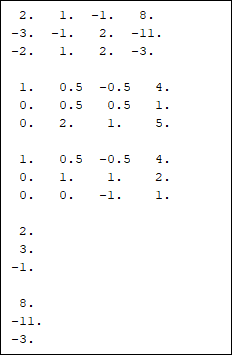 2. 1. -1. 8.
-3. -1. 2. -11.
-2. 1. 2. -3.
1. 0.5 -0.5 4.
0. 0.5 0.5 1.
0. 2. 1. 5.
1. 0.5 -0.5 4.
0. 1. 1. 2.
0. 0. -1. 1.
2.
3.
-1.
8.
-11.
-3.